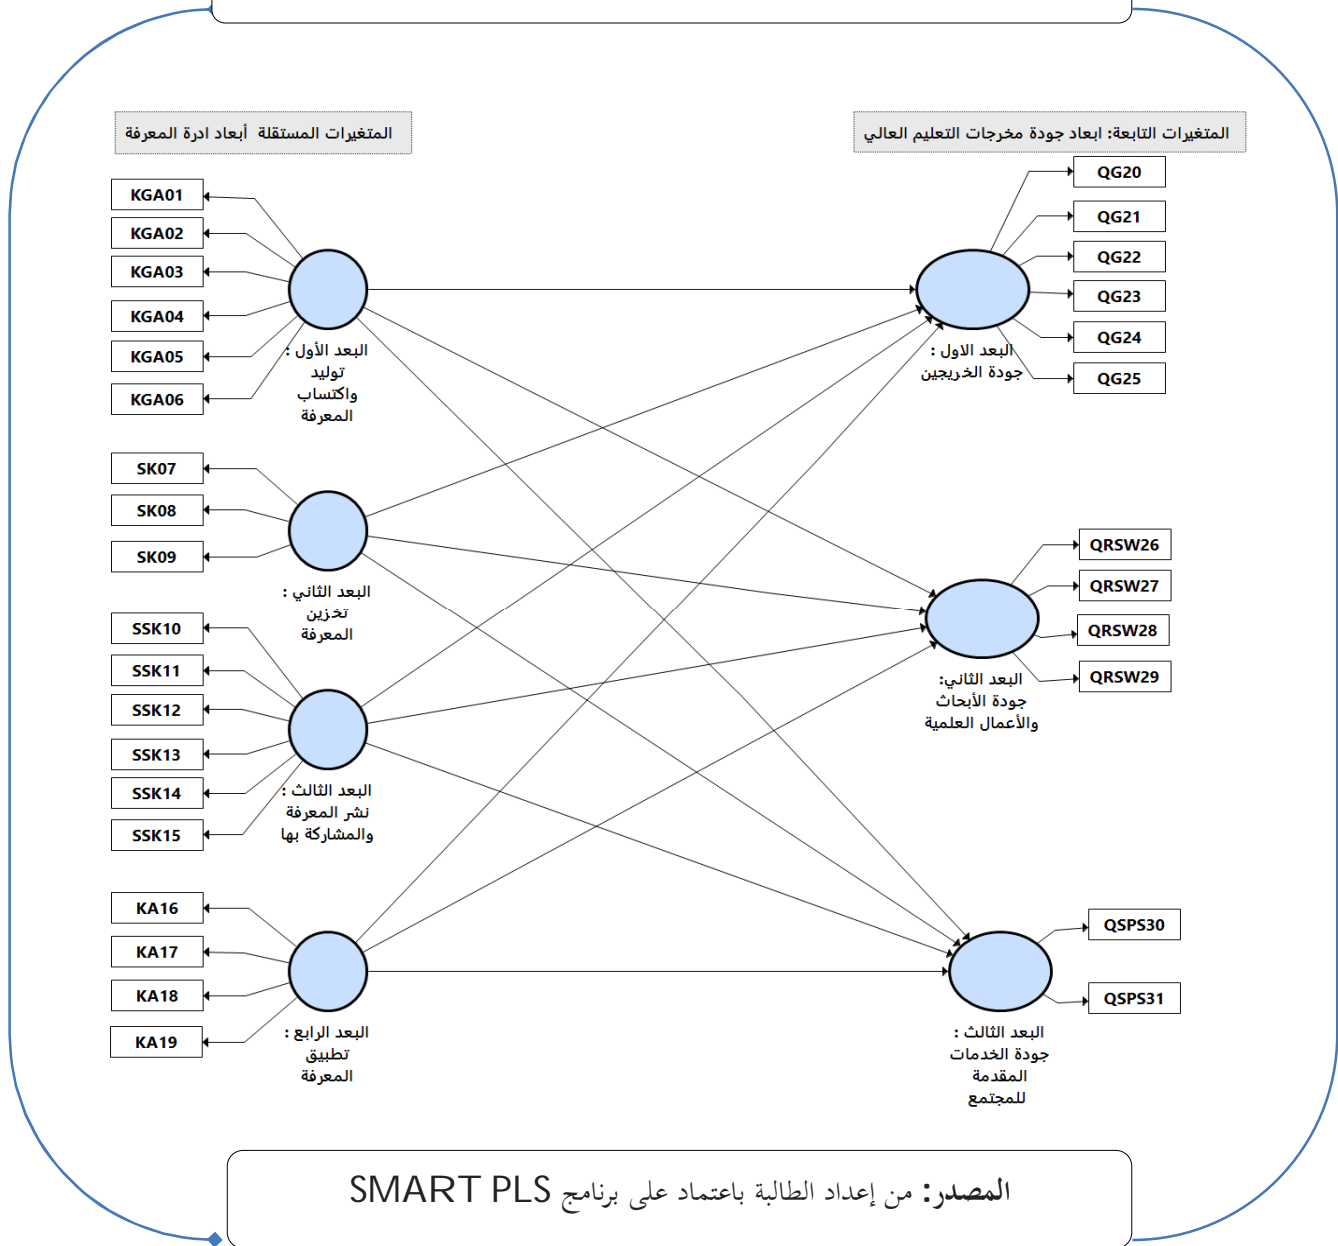 المتغيرات المستقلة أبعاد ادرة المعرفة
KGA01
KGA02
KGA03
KGA04
KGA05
KGA06
البعد الأول :
توليد
واكتساب
المعرفة
SK07
SK08
SK09
البعد الثاني :
تخزين
المعرفة
SSK10
SSK11
SSK12
SSK13
SSK14
SSK15
البعد الثالث :
نشر المعرفة
والمشاركة بها
KA16
KA17
KA18
KA19
البعد الرابع :
تطبيق
المعرفة
المتغيرات التابعة: ابعاد جودة مخرجات التعليم العالي
QG20
QG21
QG22
QG23
QG24
QG25
البعد الاول :
جودة الخريجين
QRSW26
QRSW27
QRSW28
QRSW29
البعد الثاني:
جودة الأبحاث
والأعمال العلمية
QSPS30
QSPS31
البعد الثالث :
جودة الخدمات
المقدمة
للمجتمع
المصدر: من إعداد الطالبة باعتماد على برنامج SMART PLS